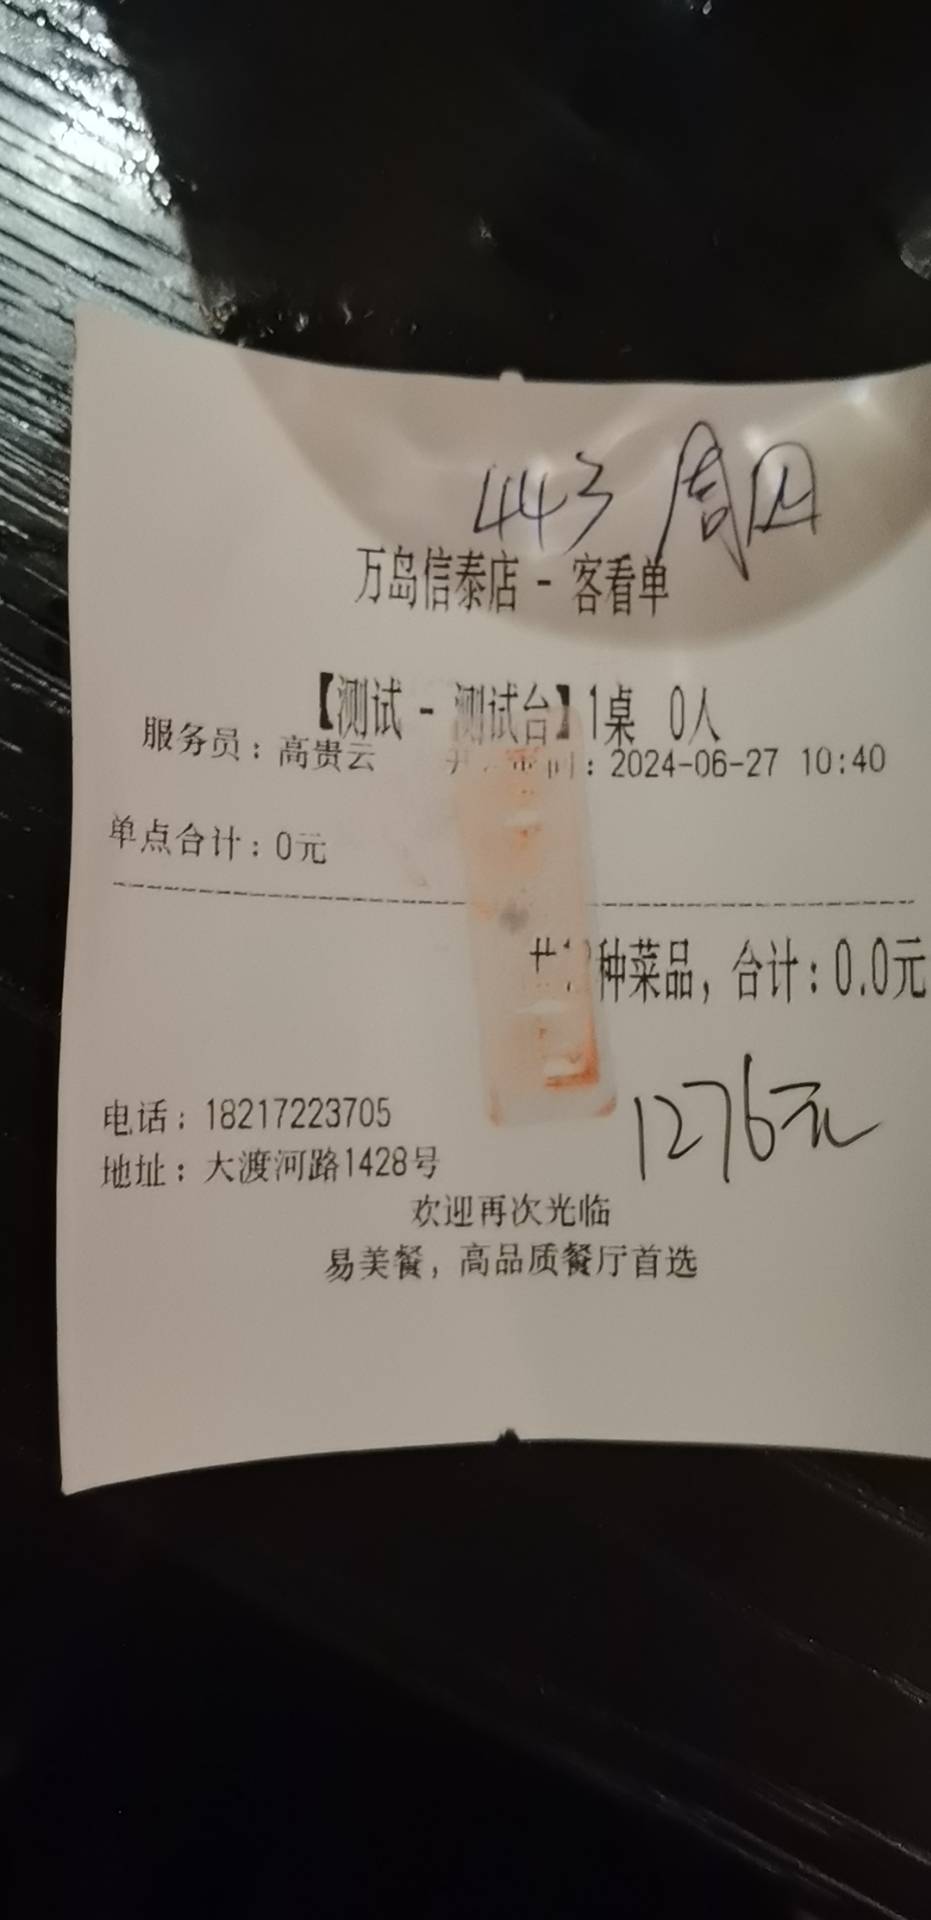 443 周四
万岛信泰店 - 客看单
【测试 - 测试台】1桌 0人
服务员：高贵云 ：2024-06-27 10:40
单点合计：0元
种菜品，合计：0.0元
1276元
电话：18217223705
地址：大渡河路1428号
欢迎再次光临
易美餐，高品质餐厅首选